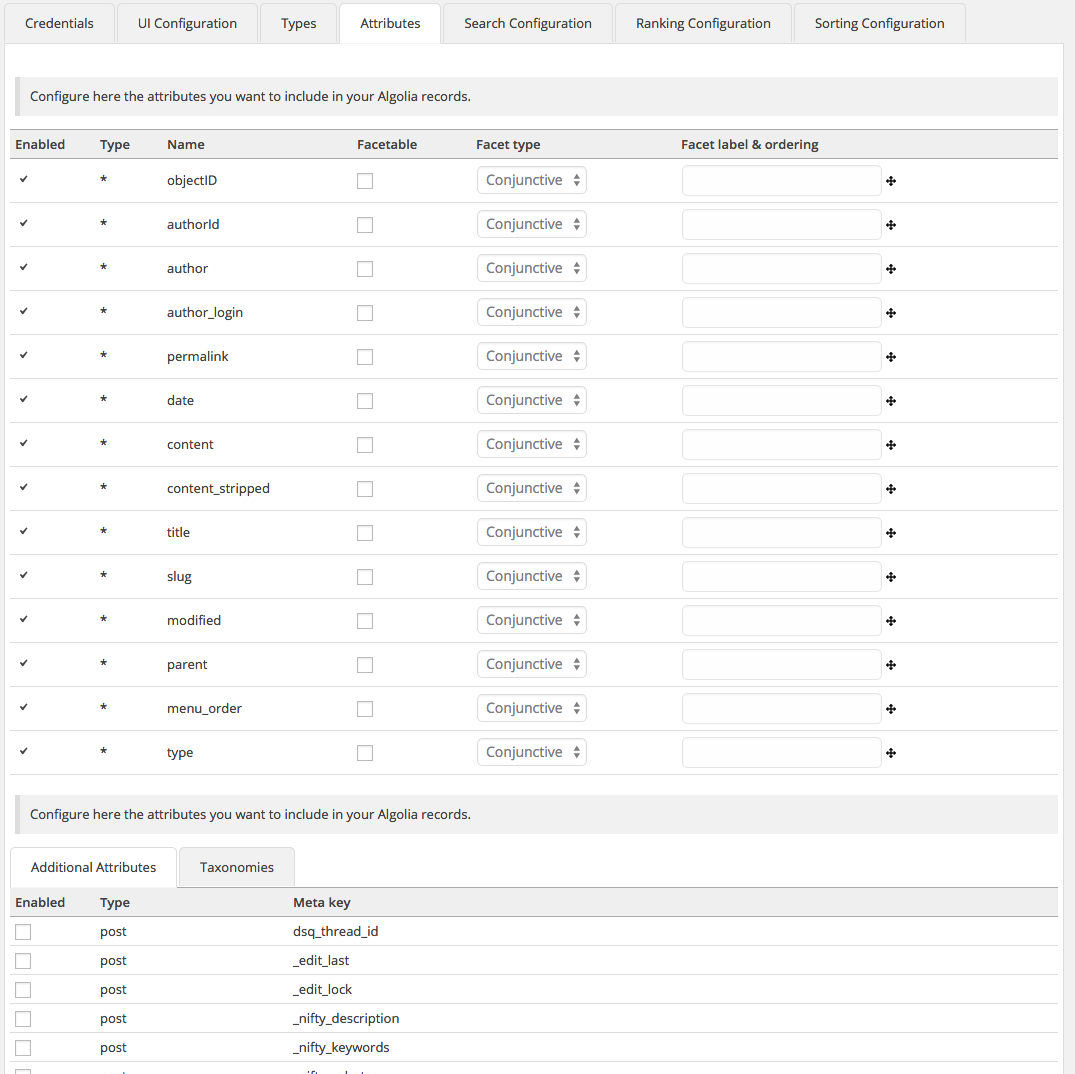 Credentials UI Configuration Types Attributes Search Configuration Ranking Configuration Sorting Configuration
Configure here the attributes you want to include in your Algolia records.
Enabled Type Name Facetable Facet type Facet label & ordering
* objectID Conjunctive
* authorId Conjunctive
* author Conjunctive
* author_login Conjunctive
* permalink Conjunctive
* date Conjunctive
* content Conjunctive
* content_stripped Conjunctive
* title Conjunctive
* slug Conjunctive
* modified Conjunctive
* parent Conjunctive
* menu_order Conjunctive
* type Conjunctive
Configure here the attributes you want to include in your Algolia records.
Additional Attributes Taxonomies
Enabled Type Meta key
post dsq_thread_id
post _edit_last
post _edit_lock
post _nifty_description
post _nifty_keywords